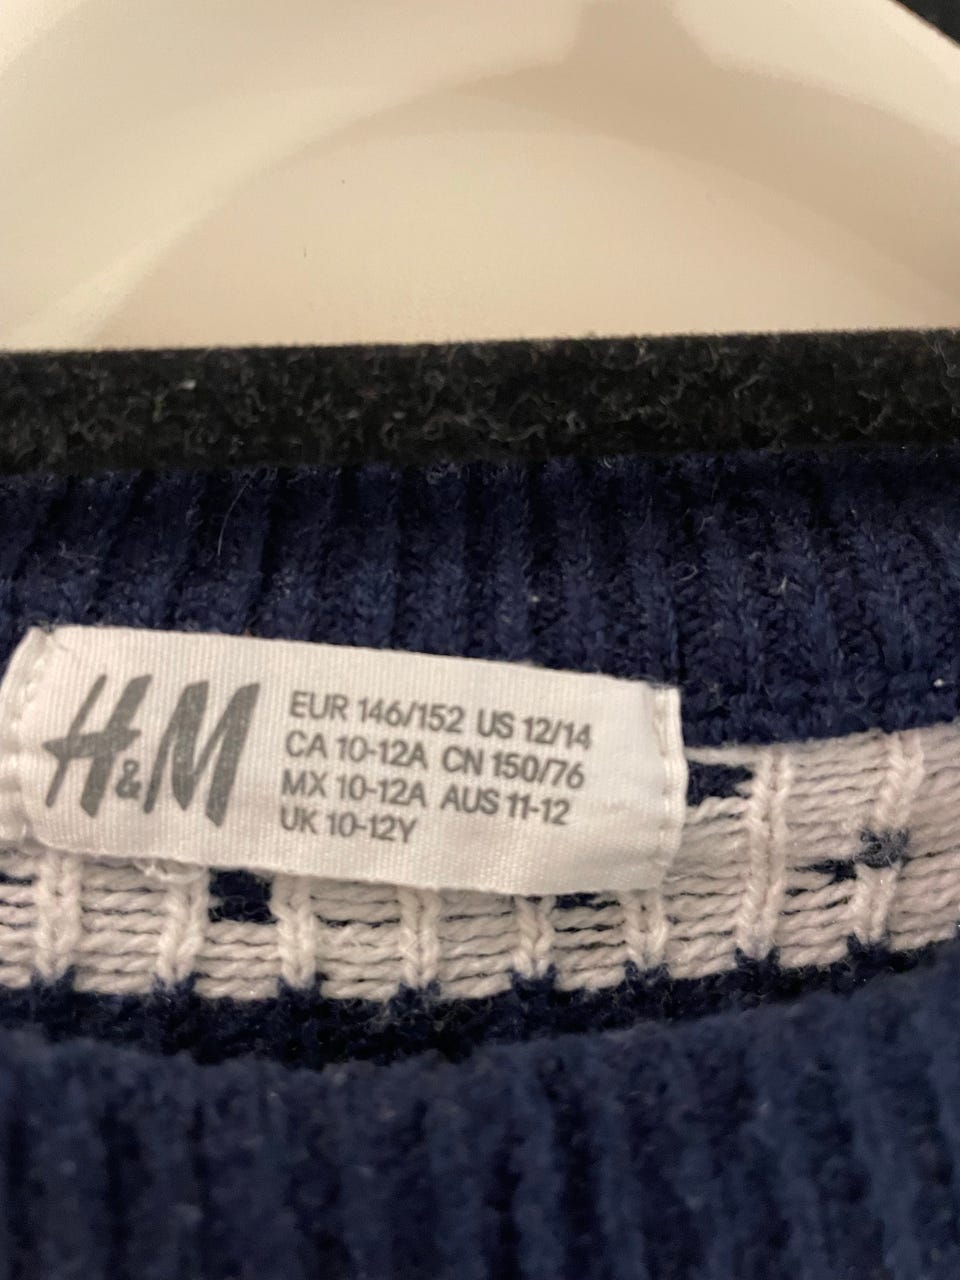 H&M
EUR 146/152 US 12/14
CA 10-12A CN 150/76
MX 10-12A AUS 11-12
UK 10-12Y